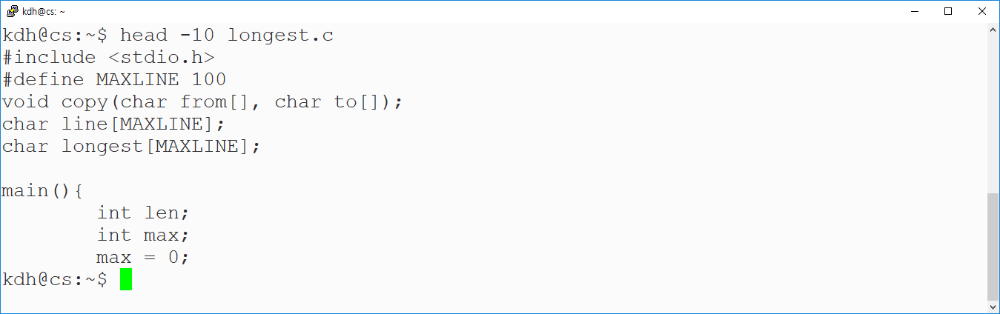 kdh@cs: ~
kdh@cs:~$ head -10 longest.c
#include <stdio.h>
#define MAXLINE 100
void copy(char from[], char to[]);
char line[MAXLINE];
char longest[MAXLINE];

main(){
        int len;
        int max;
        max = 0;
kdh@cs:~$